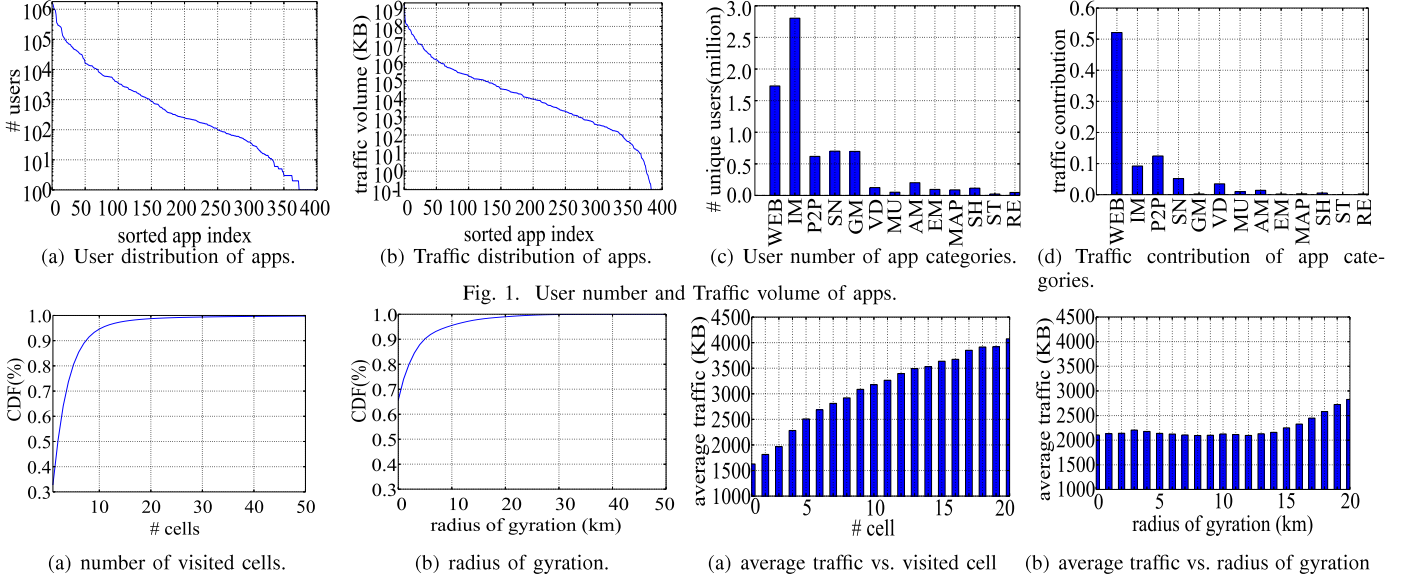 # users
10^6
10^5
10^4
10^3
10^2
10^1
10^0
0 50 100 150 200 250 300 350 400
sorted app index
(a) User distribution of apps.
traffic volume (KB)
10^9
10^8
10^7
10^6
10^5
10^4
10^3
10^2
10^1
10^0
10^-1
0 50 100 150 200 250 300 350 400
sorted app index
(b) Traffic distribution of apps.
# unique users(million)
3.0
2.5
2.0
1.5
1.0
0.5
0.0
WEB IM P2P SN GM VD MU AM EM MAP SH ST RE
(c) User number of app categories.
traffic contribution
0.6
0.5
0.4
0.3
0.2
0.1
0.0
WEB IM P2P SN GM VD MU AM EM MAP SH ST RE
(d) Traffic contribution of app cate-
gories.
Fig. 1. User number and Traffic volume of apps.
CDF(%)
1.0
0.9
0.8
0.7
0.6
0.5
0.4
0.3
10 20 30 40 50
# cells
(a) number of visited cells.
CDF(%)
1.0
0.9
0.8
0.7
0.6
0.5
0.4
0.3
0 10 20 30 40 50
radius of gyration (km)
(b) radius of gyration.
average traffic (KB)
4500
4000
3500
3000
2500
2000
1500
1000
0 5 10 15 20
# cell
(a) average traffic vs. visited cell
average traffic (KB)
4500
4000
3500
3000
2500
2000
1500
1000
0 5 10 15 20
radius of gyration (km)
(b) average traffic vs. radius of gyration